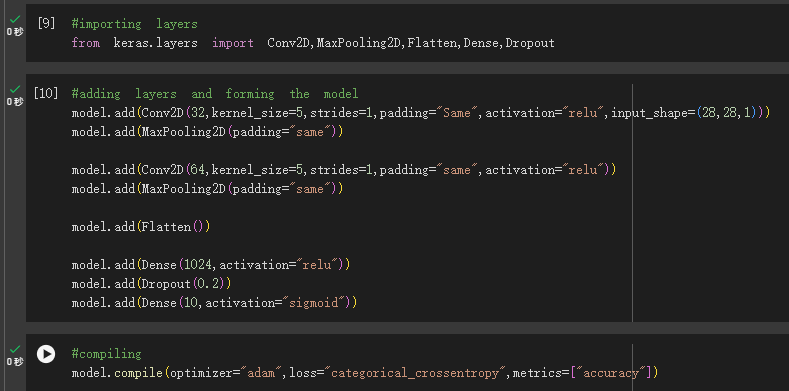 [9] #importing layers
0秒 from keras.layers import Conv2D,MaxPooling2D,Flatten,Dense,Dropout
[10] #adding layers and forming the model
0秒 model.add(Conv2D(32,kernel_size=5,strides=1,padding="Same",activation="relu",input_shape=(28,28,1)))
model.add(MaxPooling2D(padding="same"))
model.add(Conv2D(64,kernel_size=5,strides=1,padding="same",activation="relu"))
model.add(MaxPooling2D(padding="same"))
model.add(Flatten())
model.add(Dense(1024,activation="relu"))
model.add(Dropout(0.2))
model.add(Dense(10,activation="sigmoid"))
#compiling
0秒 model.compile(optimizer="adam",loss="categorical_crossentropy",metrics=["accuracy"])